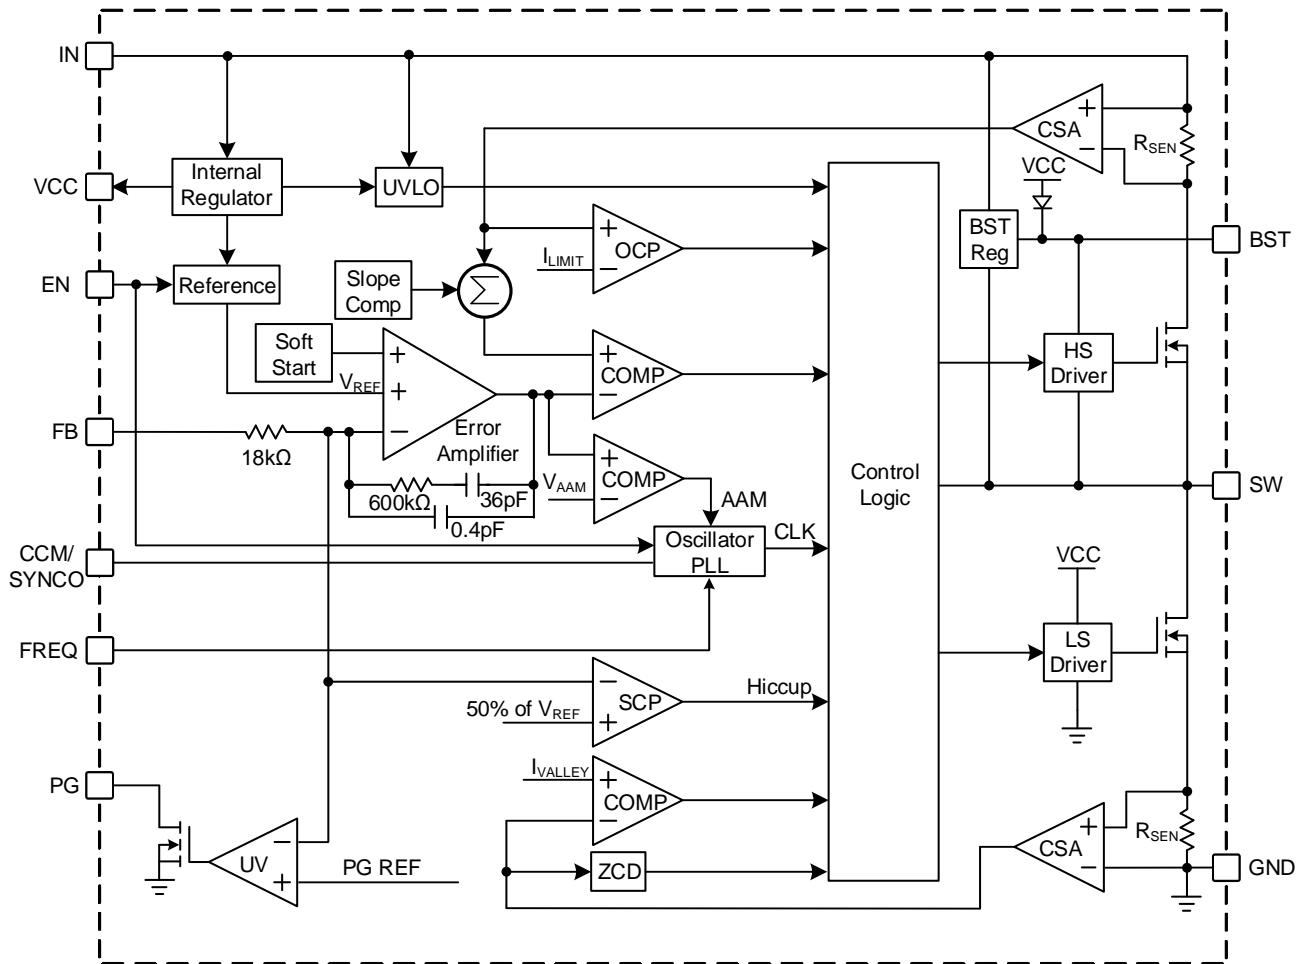 IN
CSA
+
−
R_SEN
VCC
Internal
Regulator
UVLO
VCC
BST
Reg
BST
+
−
OCP
I_LIMIT
EN
Reference
Slope
Comp
Σ
Soft
Start
+
V_REF
+
−
Error
Amplifier
+
−
COMP
HS
Driver
FB
18kΩ
600kΩ
36pF
0.4pF
+
−
COMP
V_AAM
AAM
Control
Logic
SW
CCM/
SYNCO
Oscillator
PLL
CLK
VCC
FREQ
LS
Driver
−
+
SCP
50% of V_REF
Hiccup
PG
I_VALLEY
+
−
COMP
UV
−
+
PG REF
ZCD
CSA
+
−
R_SEN
GND